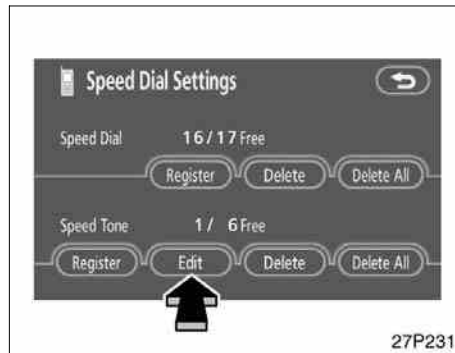 Speed Dial Settings
Speed Dial 16/17 Free
Register Delete Delete All
Speed Tone 1/ 6 Free
Register Edit Delete Delete All
27P231